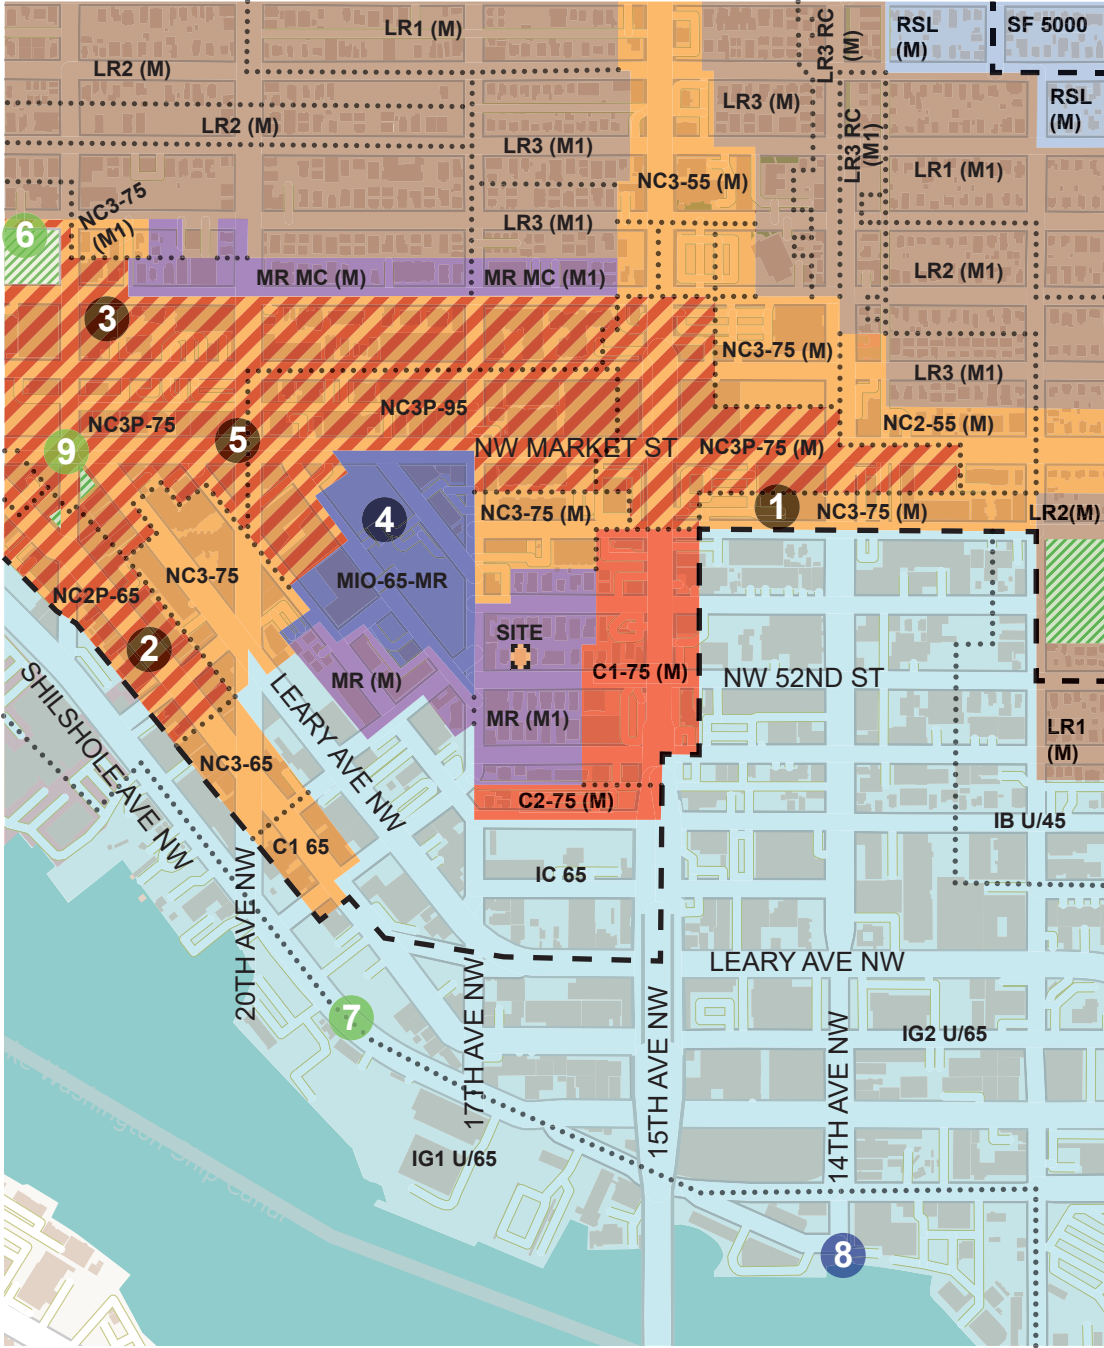 LR1 (M)
LR3 RC
(M)
RSL
(M)
SF 5000
LR2 (M)
LR3 (M)
RSL
(M)
LR2 (M)
LR3 RC
(M1)
LR3 (M1)
LR1 (M1)
NC3-55 (M)
NC3-75
(M1)
LR3 (M1)
6
MR MC (M)
MR MC (M1)
LR2 (M1)
3
NC3-75 (M)
LR3 (M1)
NC3P-95
NC3P-75
5
NC2-55 (M)
9
NW MARKET ST
NC3P-75 (M)
4
NC3-75 (M)
1
NC3-75 (M)
LR2(M)
NC3-75
MIO-65-MR
NC2P-65
2
SITE
MR (M)
C1-75 (M)
NW 52ND ST
SHILSHOLE AVE NW
LEARY AVE NW
MR (M1)
LR1
(M)
NC3-65
C2-75 (M)
C1 65
IB U/45
IC 65
20TH AVE NW
LEARY AVE NW
7
17TH AVE NW
15TH AVE NW
14TH AVE NW
IG2 U/65
IG1 U/65
Washington Ship Canal
8